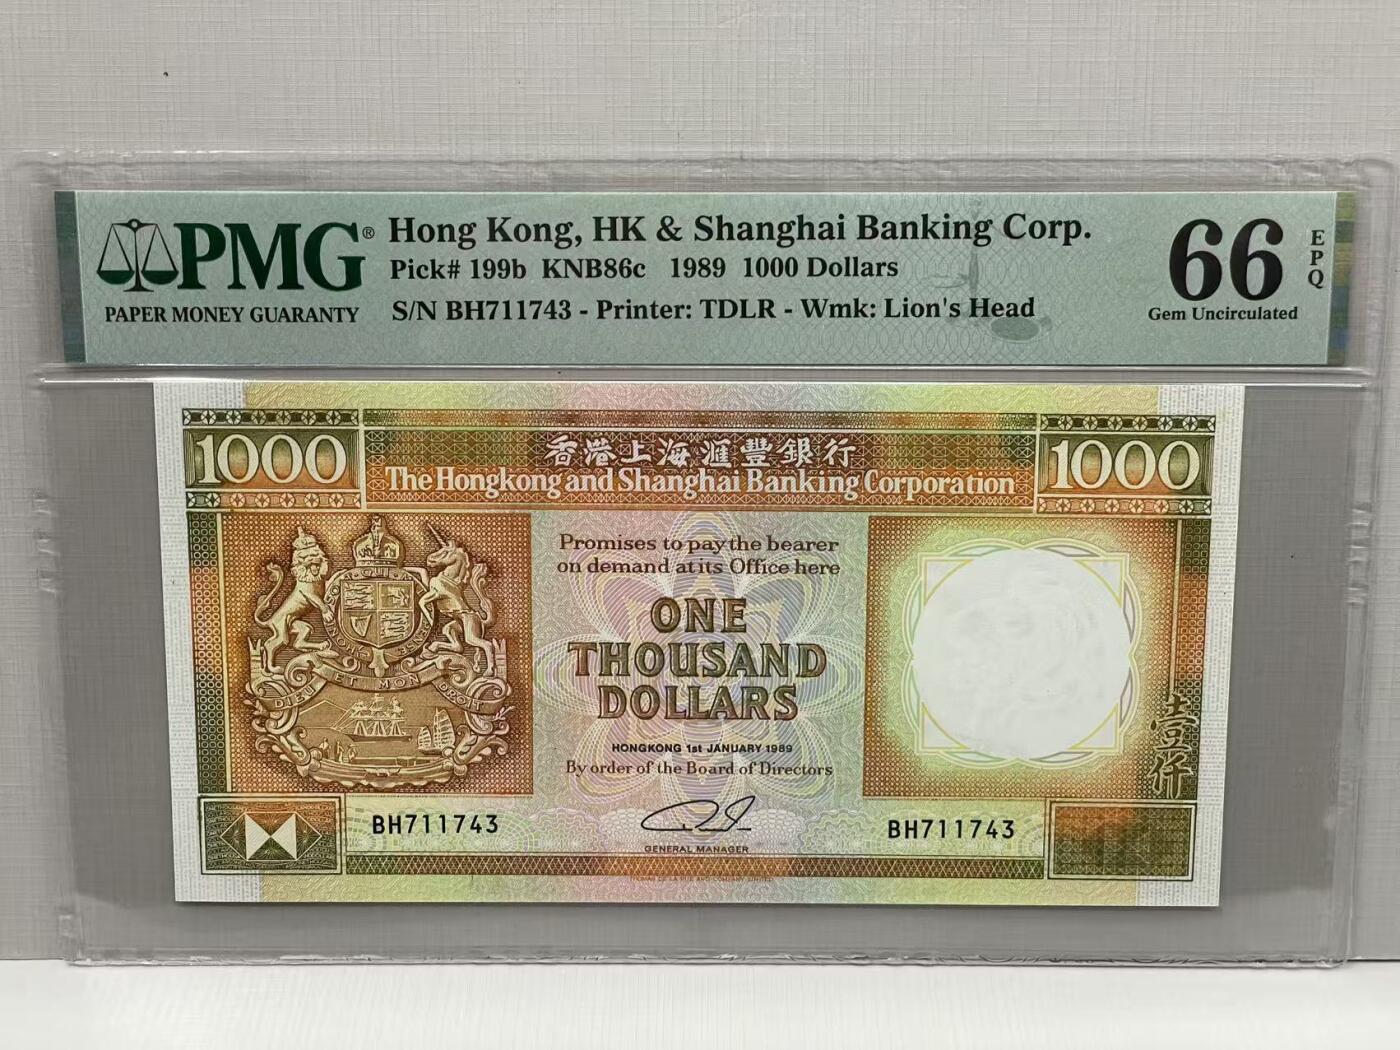 PMG®
PAPER MONEY GUARANTY
Hong Kong, HK & Shanghai Banking Corp.
Pick# 199b KNB86c 1989 1000 Dollars
S/N BH711743 - Printer: TDLR - Wmk: Lion's Head
66
EPQ
Gem Uncirculated
1000
香港上海滙豐銀行
1000
The Hongkong and Shanghai Banking Corporation
Promises to pay the bearer
on demand at its Office here
ONE
THOUSAND
DOLLARS
HONGKONG 1st JANUARY 1989
By order of the Board of Directors
GENERAL MANAGER
DIEU ET MON DROIT
壹仟
BH711743
BH711743